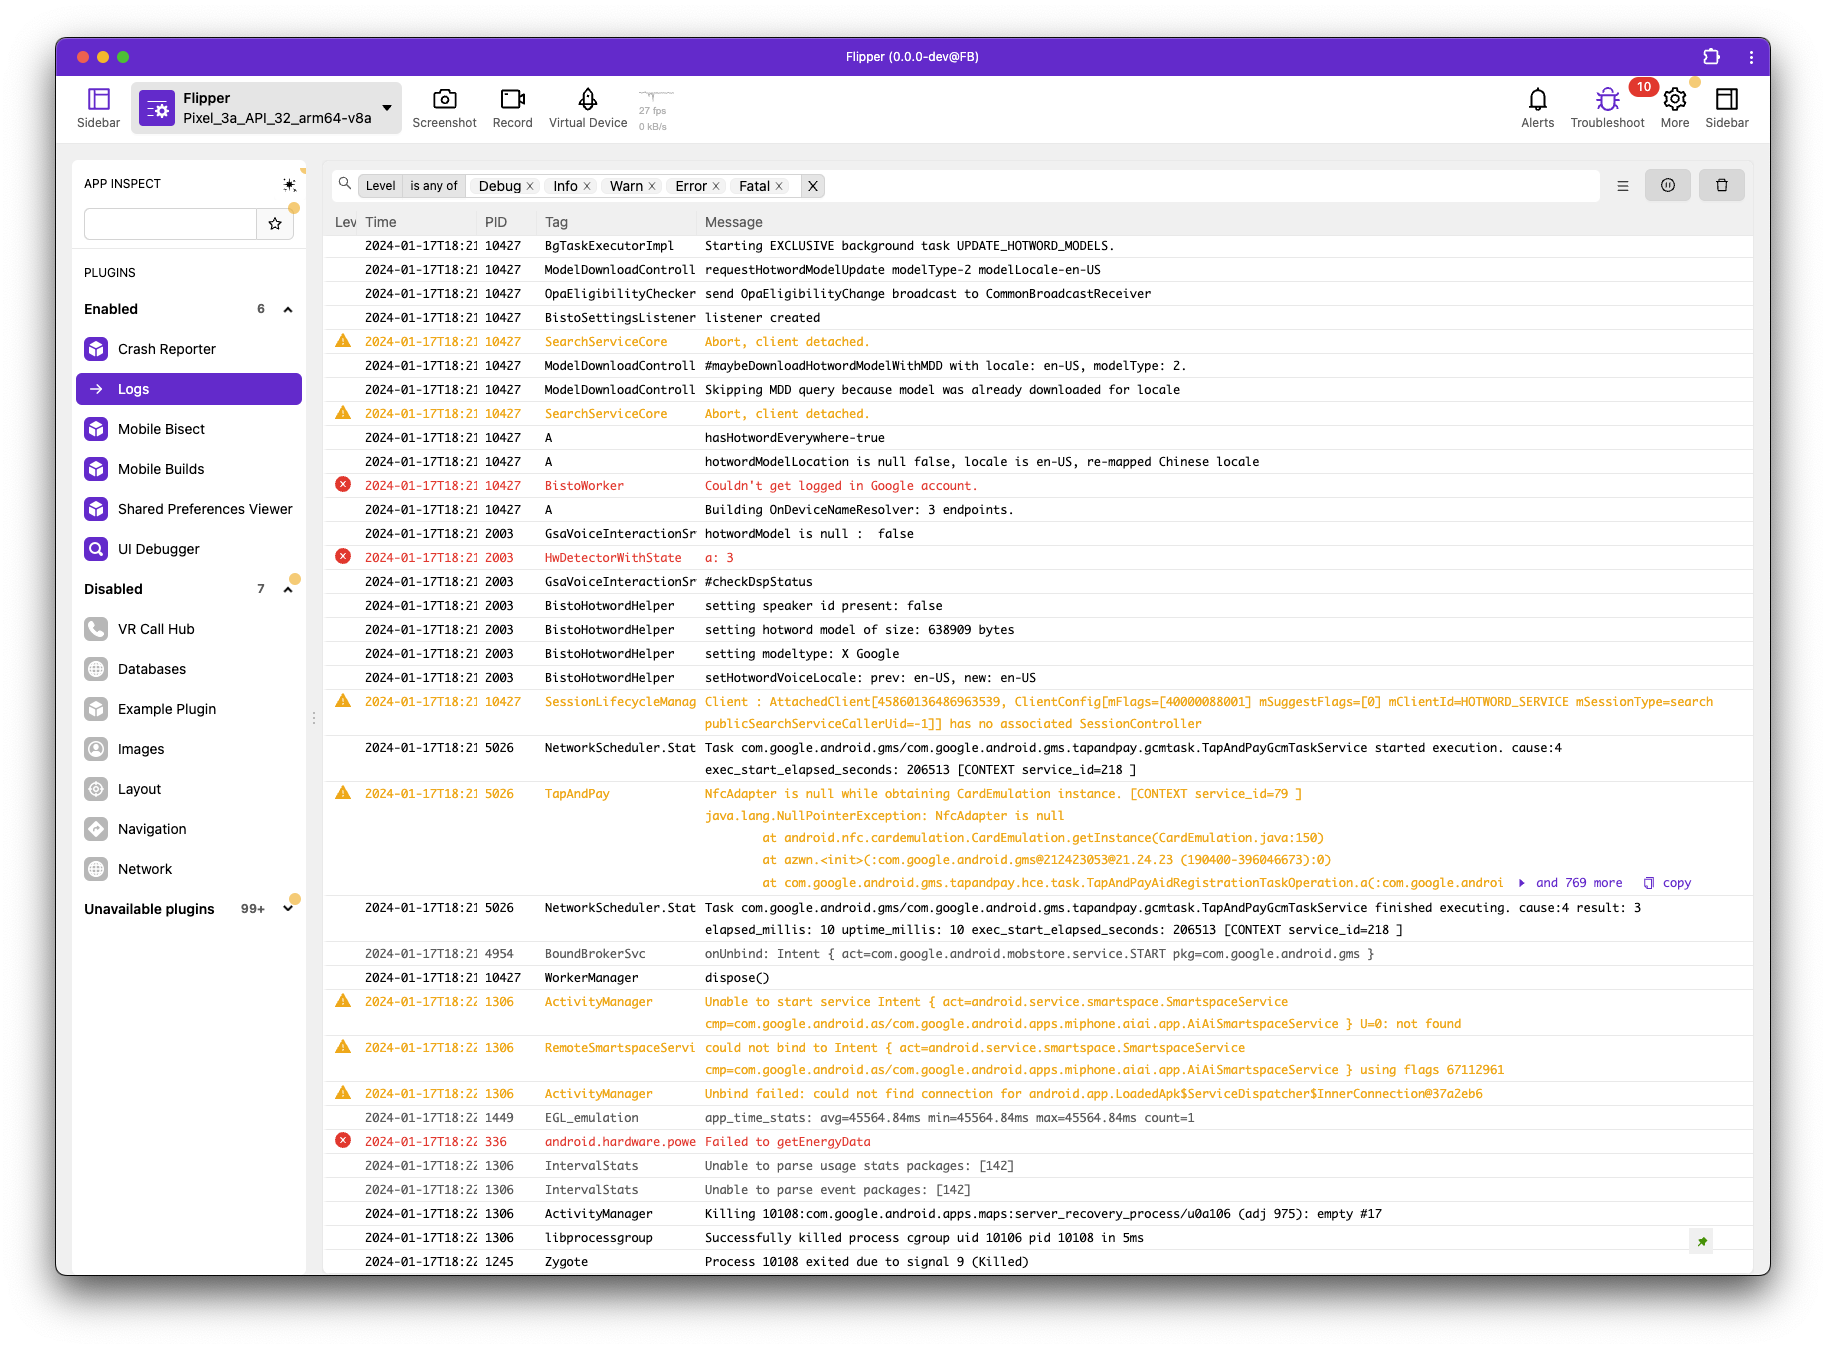 Flipper (0.0.0-dev@FB)
Sidebar
Flipper
Pixel_3a_API_32_arm64-v8a
Screenshot
Record
Virtual Device
27 fps
0 kB/s
Alerts
Troubleshoot
10
More
Sidebar
APP INSPECT
PLUGINS
Enabled 6
Crash Reporter
Logs
Mobile Bisect
Mobile Builds
Shared Preferences Viewer
UI Debugger
Disabled 7
VR Call Hub
Databases
Example Plugin
Images
Layout
Navigation
Network
Unavailable plugins 99+
Level is any of Debug × Info × Warn × Error × Fatal × X
Lev Time PID Tag Message
2024-01-17T18:21 10427 BgTaskExecutorImpl Starting EXCLUSIVE background task UPDATE_HOTWORD_MODELS.
2024-01-17T18:21 10427 ModelDownloadControll requestHotwordModelUpdate modelType-2 modelLocale-en-US
2024-01-17T18:21 10427 OpaEligibilityChecker send OpaEligibilityChange broadcast to CommonBroadcastReceiver
2024-01-17T18:21 10427 BistoSettingsListener listener created
2024-01-17T18:21 10427 SearchServiceCore Abort, client detached.
2024-01-17T18:21 10427 ModelDownloadControll #maybeDownloadHotwordModelWithMDD with locale: en-US, modelType: 2.
2024-01-17T18:21 10427 ModelDownloadControll Skipping MDD query because model was already downloaded for locale
2024-01-17T18:21 10427 SearchServiceCore Abort, client detached.
2024-01-17T18:21 10427 A hasHotwordEverywhere-true
2024-01-17T18:21 10427 A hotwordModelLocation is null false, locale is en-US, re-mapped Chinese locale
2024-01-17T18:21 10427 BistoWorker Couldn't get logged in Google account.
2024-01-17T18:21 10427 A Building OnDeviceNameResolver: 3 endpoints.
2024-01-17T18:21 2003 GsaVoiceInteractionSr hotwordModel is null :  false
2024-01-17T18:21 2003 HwDetectorWithState a: 3
2024-01-17T18:21 2003 GsaVoiceInteractionSr #checkDspStatus
2024-01-17T18:21 2003 BistoHotwordHelper setting speaker id present: false
2024-01-17T18:21 2003 BistoHotwordHelper setting hotword model of size: 638909 bytes
2024-01-17T18:21 2003 BistoHotwordHelper setting modeltype: X Google
2024-01-17T18:21 2003 BistoHotwordHelper setHotwordVoiceLocale: prev: en-US, new: en-US
2024-01-17T18:21 10427 SessionLifecycleManag Client : AttachedClient[45860136486963539, ClientConfig[mFlags=[40000088001] mSuggestFlags=[0] mClientId=HOTWORD_SERVICE mSessionType=search
publicSearchServiceCallerUid=-1]] has no associated SessionController
2024-01-17T18:21 5026 NetworkScheduler.Stat Task com.google.android.gms/com.google.android.gms.tapandpay.gcmtask.TapAndPayGcmTaskService started execution. cause:4
exec_start_elapsed_seconds: 206513 [CONTEXT service_id=218 ]
2024-01-17T18:21 5026 TapAndPay NfcAdapter is null while obtaining CardEmulation instance. [CONTEXT service_id=79 ]
java.lang.NullPointerException: NfcAdapter is null
at android.nfc.cardemulation.CardEmulation.getInstance(CardEmulation.java:150)
at azwn.<init>(:com.google.android.gms@212423053@21.24.23 (190400-396046673):0)
at com.google.android.gms.tapandpay.hce.task.TapAndPayAidRegistrationTaskOperation.a(:com.google.androi and 769 more copy
2024-01-17T18:21 5026 NetworkScheduler.Stat Task com.google.android.gms/com.google.android.gms.tapandpay.gcmtask.TapAndPayGcmTaskService finished executing. cause:4 result: 3
elapsed_millis: 10 uptime_millis: 10 exec_start_elapsed_seconds: 206513 [CONTEXT service_id=218 ]
2024-01-17T18:21 4954 BoundBrokerSvc onUnbind: Intent { act=com.google.android.mobstore.service.START pkg=com.google.android.gms }
2024-01-17T18:21 10427 WorkerManager dispose()
2024-01-17T18:22 1306 ActivityManager Unable to start service Intent { act=android.service.smartspace.SmartspaceService
cmp=com.google.android.as/com.google.android.apps.miphone.aiai.app.AiAiSmartspaceService } U=0: not found
2024-01-17T18:22 1306 RemoteSmartspaceServi could not bind to Intent { act=android.service.smartspace.SmartspaceService
cmp=com.google.android.as/com.google.android.apps.miphone.aiai.app.AiAiSmartspaceService } using flags 67112961
2024-01-17T18:22 1306 ActivityManager Unbind failed: could not find connection for android.app.LoadedApk$ServiceDispatcher$InnerConnection@37a2eb6
2024-01-17T18:22 1449 EGL_emulation app_time_stats: avg=45564.84ms min=45564.84ms max=45564.84ms count=1
2024-01-17T18:22 336 android.hardware.powe Failed to getEnergyData
2024-01-17T18:22 1306 IntervalStats Unable to parse usage stats packages: [142]
2024-01-17T18:22 1306 IntervalStats Unable to parse event packages: [142]
2024-01-17T18:22 1306 ActivityManager Killing 10108:com.google.android.apps.maps:server_recovery_process/u0a106 (adj 975): empty #17
2024-01-17T18:22 1306 libprocessgroup Successfully killed process cgroup uid 10106 pid 10108 in 5ms
2024-01-17T18:22 1245 Zygote Process 10108 exited due to signal 9 (Killed)